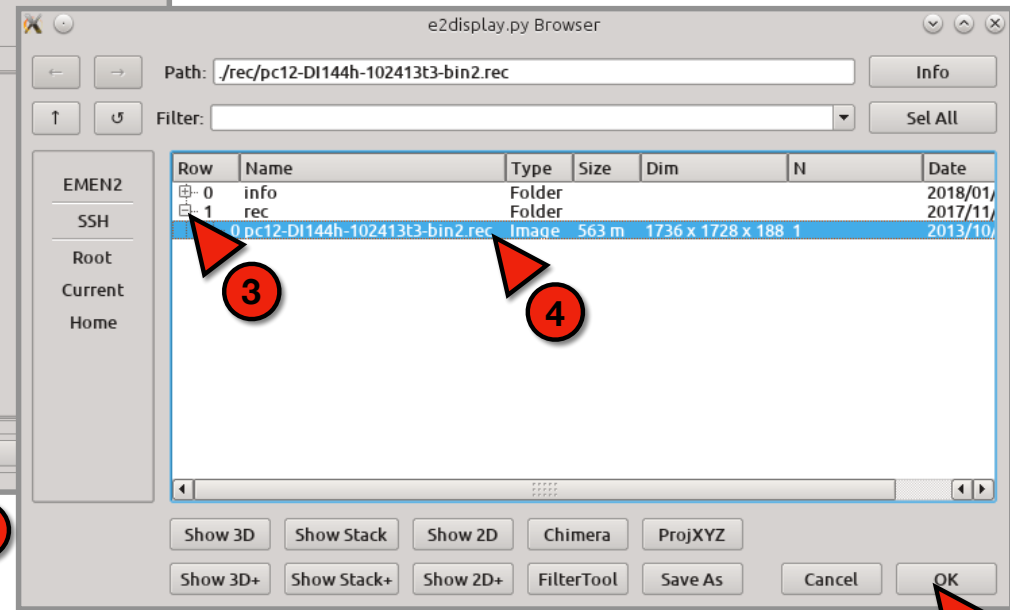 e2display.py Browser
← → Path: ./rec/pc12-DI144h-102413t3-bin2.rec Info
↑ ↺ Filter: Sel All
EMEN2
SSH
Root
Current
Home
Row Name Type Size Dim N Date
0 info Folder 2018/01/
1 rec Folder 2017/11/
0 pc12-DI144h-102413t3-bin2.rec Image 563 m 1736 x 1728 x 188 1 2013/10/
3
4
Show 3D Show Stack Show 2D Chimera ProjXYZ
Show 3D+ Show Stack+ Show 2D+ FilterTool Save As Cancel OK